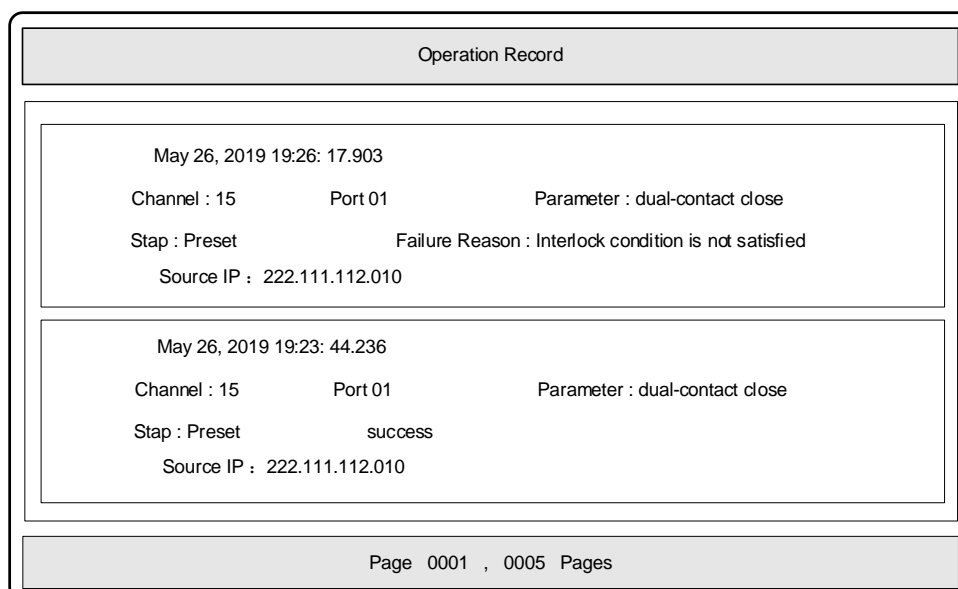 Operation Record
May 26, 2019 19:26: 17.903
Channel : 15 Port 01 Parameter : dual-contact close
Stap : Preset Failure Reason : Interlock condition is not satisfied
Source IP ：222.111.112.010
May 26, 2019 19:23: 44.236
Channel : 15 Port 01 Parameter : dual-contact close
Stap : Preset success
Source IP ：222.111.112.010
Page 0001 , 0005 Pages